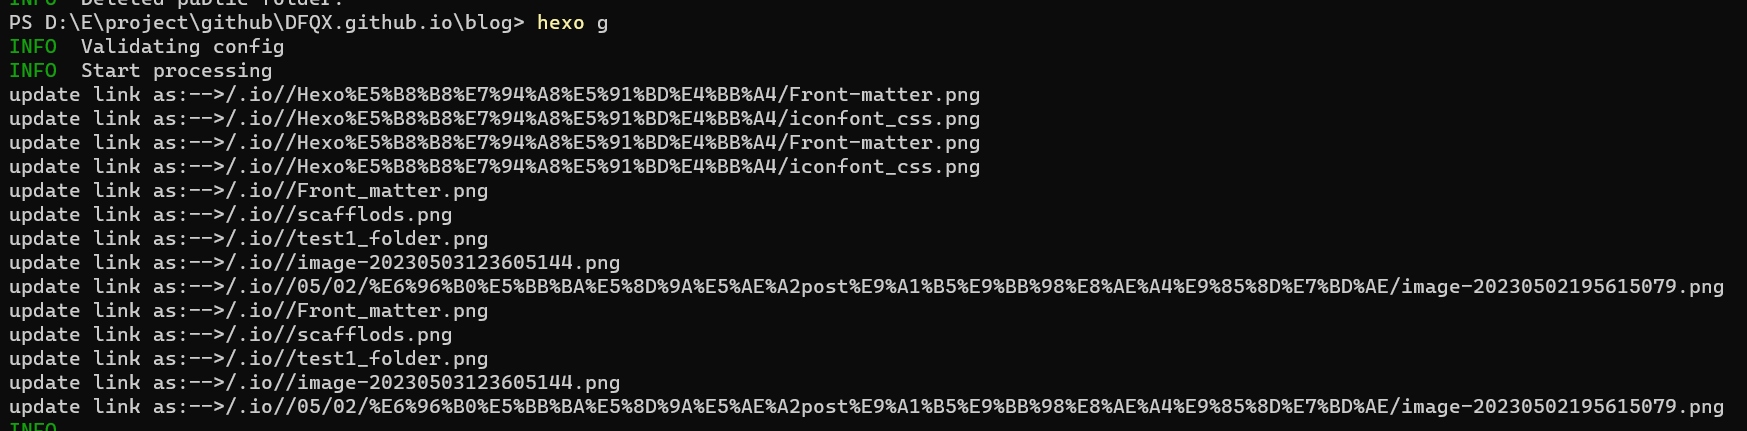 INFO  Deleted public folder.
PS D:\E\project\github\DFQX.github.io\blog> hexo g
INFO  Validating config
INFO  Start processing
update link as:-->/.io//Hexo%E5%B8%B8%E7%94%A8%E5%91%BD%E4%BB%A4/Front-matter.png
update link as:-->/.io//Hexo%E5%B8%B8%E7%94%A8%E5%91%BD%E4%BB%A4/iconfont_css.png
update link as:-->/.io//Hexo%E5%B8%B8%E7%94%A8%E5%91%BD%E4%BB%A4/Front-matter.png
update link as:-->/.io//Hexo%E5%B8%B8%E7%94%A8%E5%91%BD%E4%BB%A4/iconfont_css.png
update link as:-->/.io//Front_matter.png
update link as:-->/.io//scafflods.png
update link as:-->/.io//test1_folder.png
update link as:-->/.io//image-20230503123605144.png
update link as:-->/.io//05/02/%E6%96%B0%E5%BB%BA%E5%8D%9A%E5%AE%A2post%E9%A1%B5%E9%BB%98%E8%AE%A4%E9%85%8D%E7%BD%AE/image-20230502195615079.png
update link as:-->/.io//Front_matter.png
update link as:-->/.io//scafflods.png
update link as:-->/.io//test1_folder.png
update link as:-->/.io//image-20230503123605144.png
update link as:-->/.io//05/02/%E6%96%B0%E5%BB%BA%E5%8D%9A%E5%AE%A2post%E9%A1%B5%E9%BB%98%E8%AE%A4%E9%85%8D%E7%BD%AE/image-20230502195615079.png
INFO